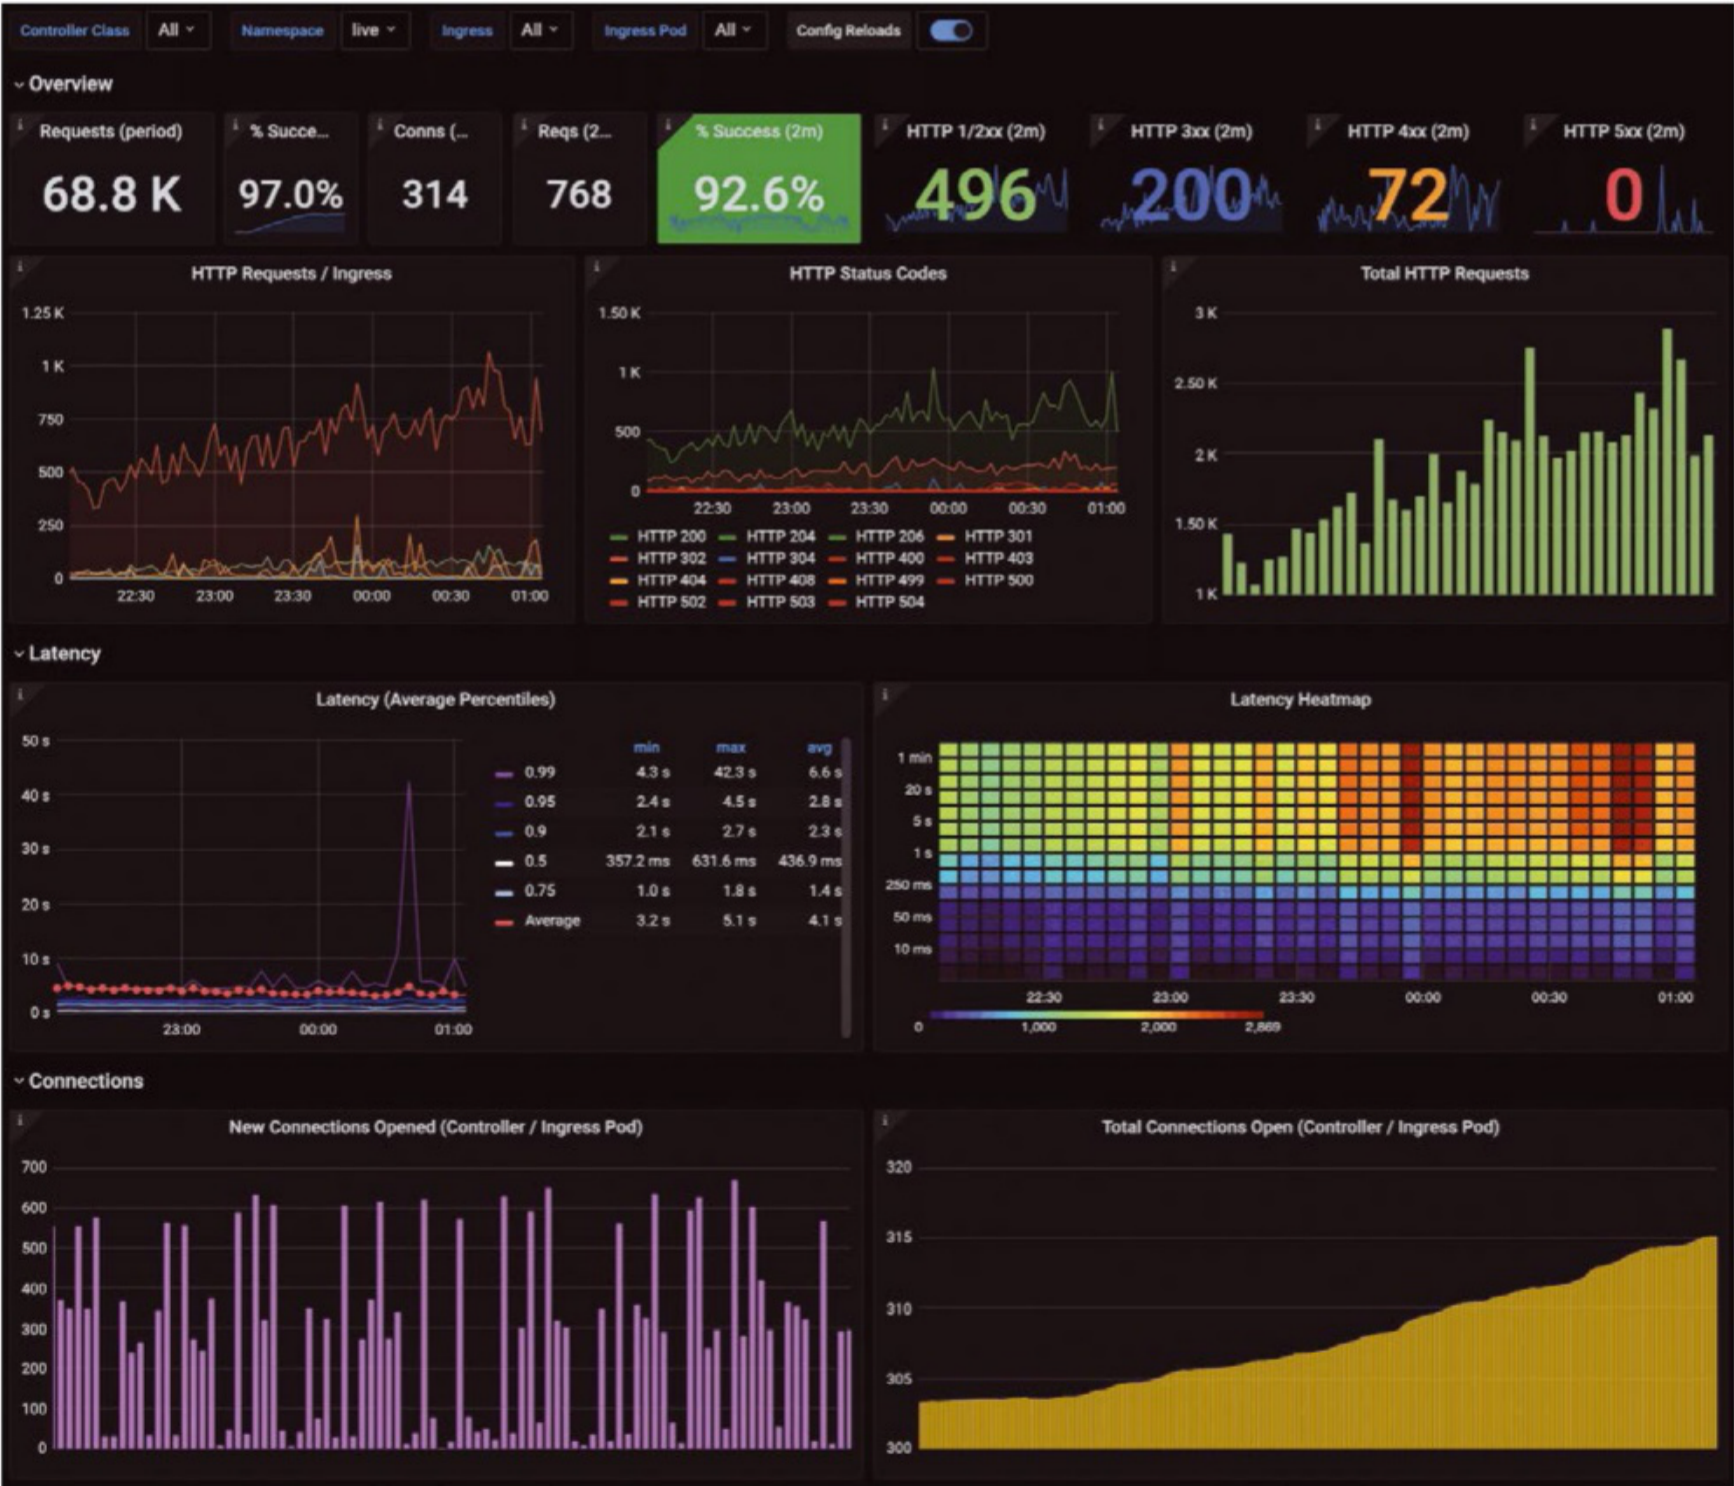 Controller Class All Namespace live Ingress All Ingress Pod All Config Reloads
Overview
Requests (period) % Succe... Conns (... Reqs (2... % Success (2m) HTTP 1/2xx (2m) HTTP 3xx (2m) HTTP 4xx (2m) HTTP 5xx (2m)
68.8 K 97.0% 314 768 92.6% 496 200 72 0
HTTP Requests / Ingress
1.25 K
1 K
750
500
250
0
22:30 23:00 23:30 00:00 00:30 01:00
HTTP Status Codes
1.50 K
1 K
500
0
22:30 23:00 23:30 00:00 00:30 01:00
HTTP 200 HTTP 204 HTTP 206 HTTP 301
HTTP 302 HTTP 304 HTTP 400 HTTP 403
HTTP 404 HTTP 408 HTTP 499 HTTP 500
HTTP 502 HTTP 503 HTTP 504
Total HTTP Requests
3 K
2.50 K
2 K
1.50 K
1 K
Latency
Latency (Average Percentiles)
50 s
40 s
30 s
20 s
10 s
0 s
23:00 00:00 01:00
min max avg
0.99 4.3 s 42.3 s 6.6 s
0.95 2.4 s 4.5 s 2.8 s
0.9 2.1 s 2.7 s 2.3 s
0.5 357.2 ms 631.6 ms 436.9 ms
0.75 1.0 s 1.8 s 1.4 s
Average 3.2 s 5.1 s 4.1 s
Latency Heatmap
1 min
20 s
5 s
1 s
250 ms
50 ms
10 ms
22:30 23:00 23:30 00:00 00:30 01:00
0 1,000 2,000 2,869
Connections
New Connections Opened (Controller / Ingress Pod)
700
600
500
400
300
200
100
0
Total Connections Open (Controller / Ingress Pod)
320
315
310
305
300